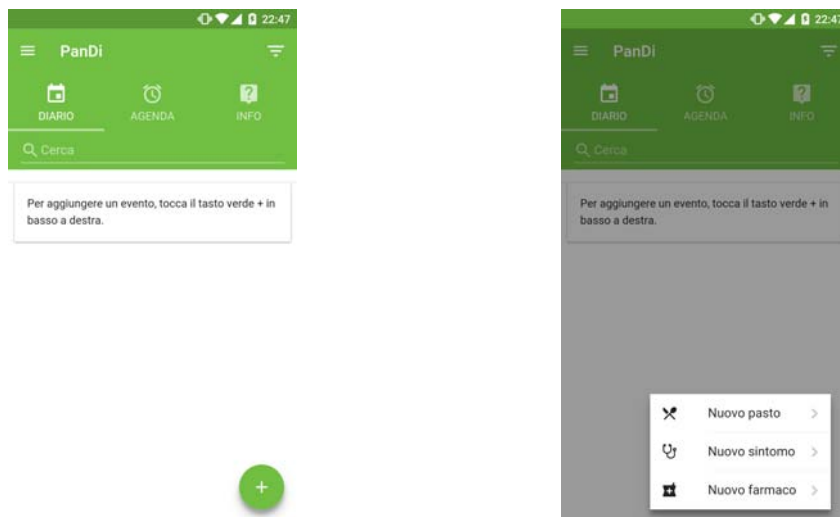 22:47
PanDi
DIARIO AGENDA INFO
Cerca
Per aggiungere un evento, tocca il tasto verde + in
basso a destra.
+
22:47
PanDi
DIARIO AGENDA INFO
Cerca
Per aggiungere un evento, tocca il tasto verde + in
basso a destra.
Nuovo pasto
Nuovo sintomo
Nuovo farmaco